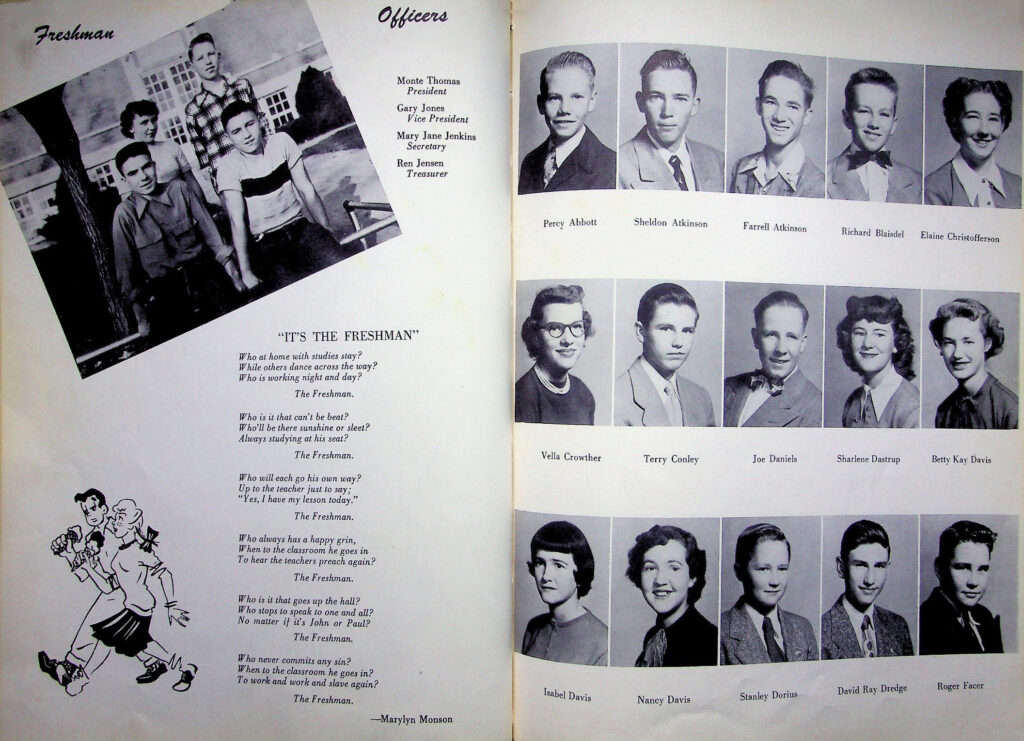 Freshman
Officers
Monte Thomas
President
Gary Jones
Vice President
Mary Jane Jenkins
Secretary
Ren Jensen
Treasurer
"IT'S THE FRESHMAN"
Who at home with studies stay?
While others dance across the way?
Who is working night and day?
The Freshman.
Who is it that can't be beat?
Who'll be there sunshine or sleet?
Always studying at his seat?
The Freshman.
Who will each go his own way?
Up to the teacher just to say;
"Yes, I have my lesson today."
The Freshman.
Who always has a happy grin,
When to the classroom he goes in
To hear the teachers preach again?
The Freshman.
Who is it that goes up the hall?
Who stops to speak to one and all?
No matter if it's John or Paul?
The Freshman.
Who never commits any sin?
When to the classroom he goes in?
To work and work and slave again?
The Freshman.
—Marylyn Monson
Percy Abbott Sheldon Atkinson Farrell Atkinson Richard Blaisdel Elaine Christofferson
Vella Crowther Terry Conley Joe Daniels Sharlene Dastrup Betty Kay Davis
Isabel Davis Nancy Davis Stanley Dorius David Ray Dredge Roger Facer